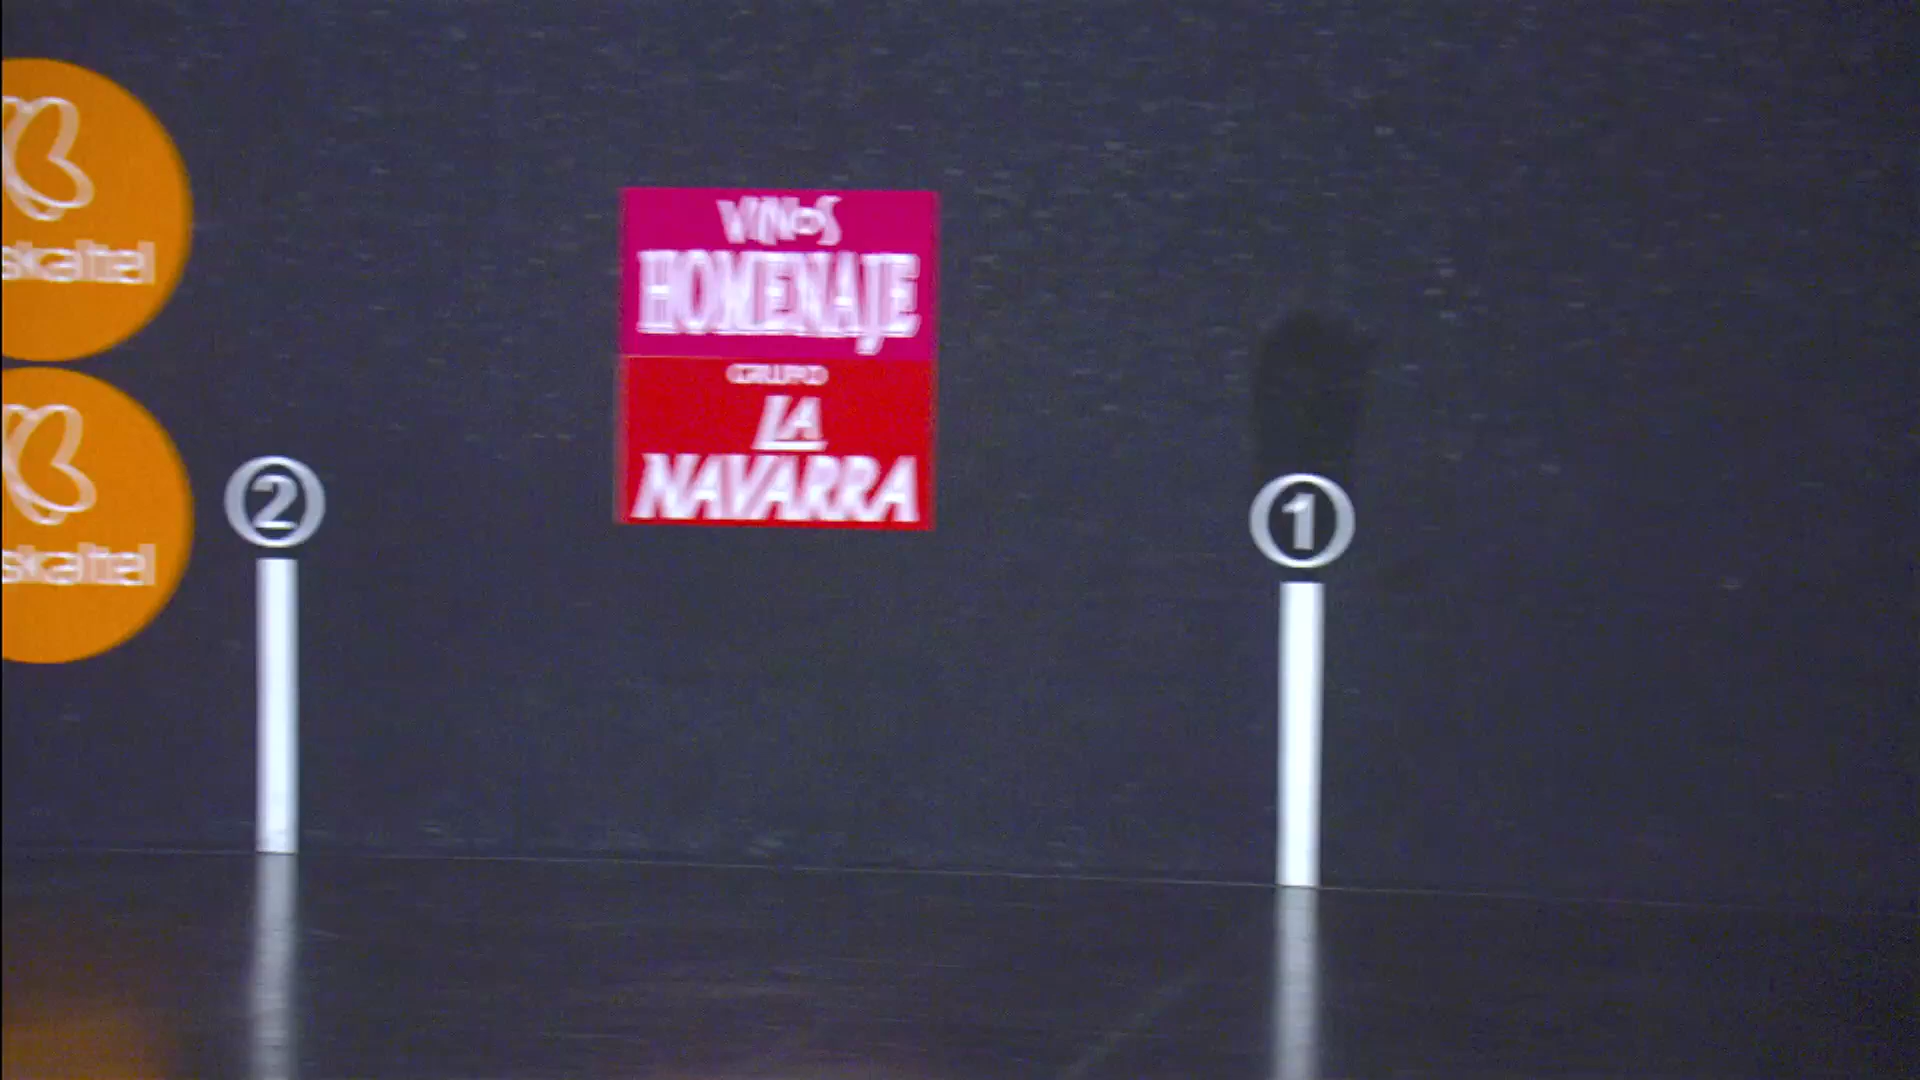 skaltel
skaltel
2
VINOS
HOMENAJE
GRUPO
LA
NAVARRA
1